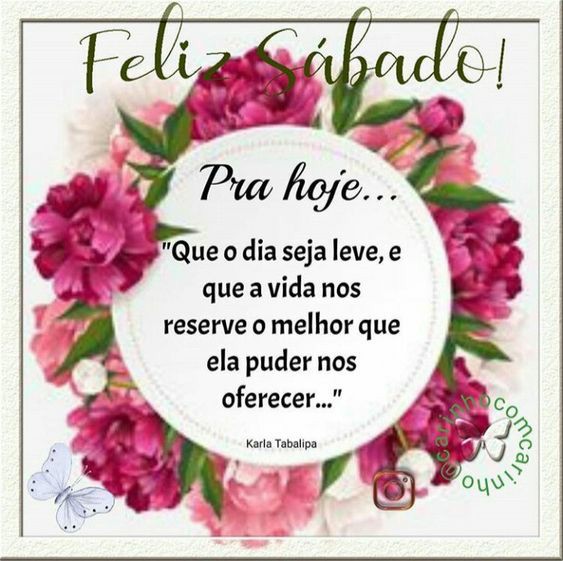 Feliz Sábado!
Pra hoje...
"Que o dia seja leve, e
que a vida nos
reserve o melhor que
ela puder nos
oferecer..."
Karla Tabalipa
@carinhocomcarinho